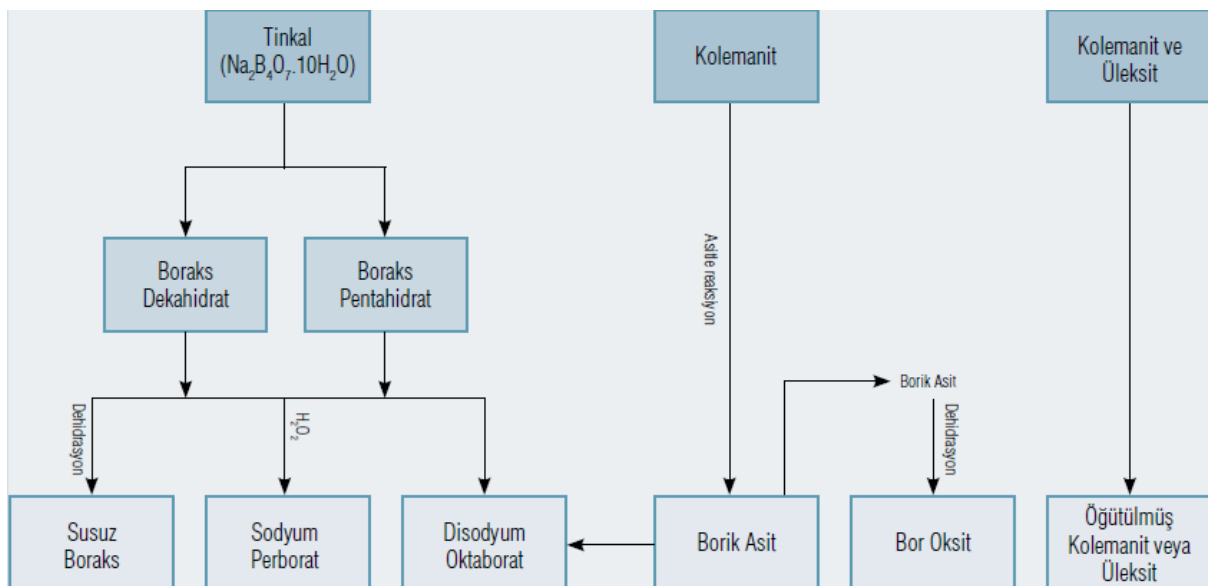 Tinkal
(Na₂B₄O₇.10H₂O)
Kolemanit
Kolemanit ve
Üleksit
Boraks
Dekahidrat
Boraks
Pentahidrat
Asitle reaksiyon
Borik Asit
Dehidrasyon
H₂O₂
Dehidrasyon
Susuz
Boraks
Sodyum
Perborat
Disodyum
Oktaborat
Borik Asit
Bor Oksit
Öğütülmüş
Kolemanit veya
Üleksit